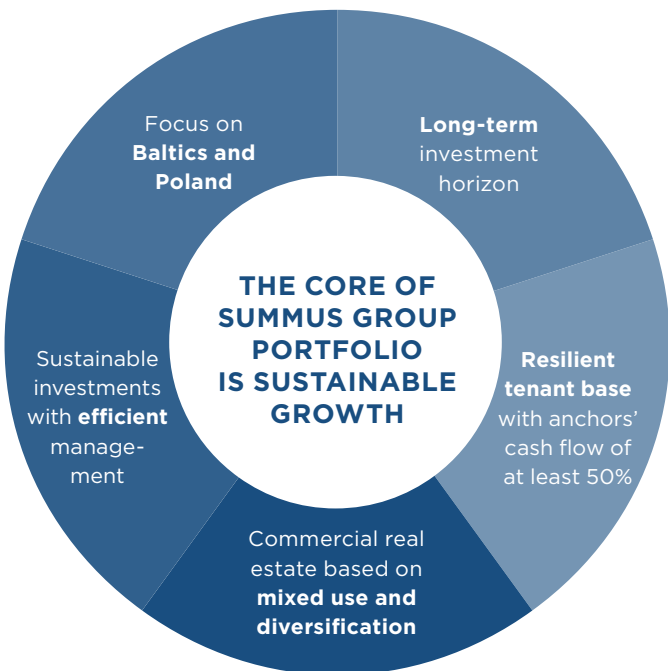 Focus on
Baltics and
Poland
Long-term
investment
horizon
THE CORE OF
SUMMUS GROUP
PORTFOLIO
IS SUSTAINABLE
GROWTH
Sustainable
investments
with efficient
manage-
ment
Resilient
tenant base
with anchors’
cash flow of
at least 50%
Commercial real
estate based on
mixed use and
diversification